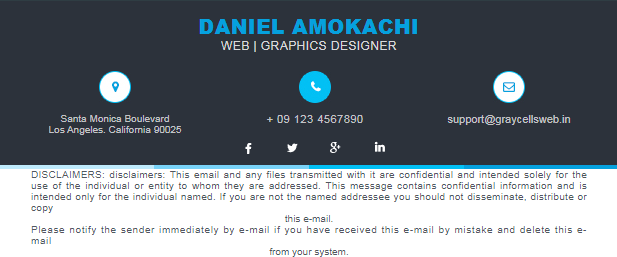 DANIEL AMOKACHI
WEB | GRAPHICS DESIGNER
Santa Monica Boulevard
Los Angeles. California 90025
+ 09 123 4567890
support@graycellsweb.in
DISCLAIMERS: disclaimers: This email and any files transmitted with it are confidential and intended solely for the
use of the individual or entity to whom they are addressed. This message contains confidential information and is
intended only for the individual named. If you are not the named addressee you should not disseminate, distribute or
copy
this e-mail.
Please notify the sender immediately by e-mail if you have received this e-mail by mistake and delete this e-
mail
from your system.